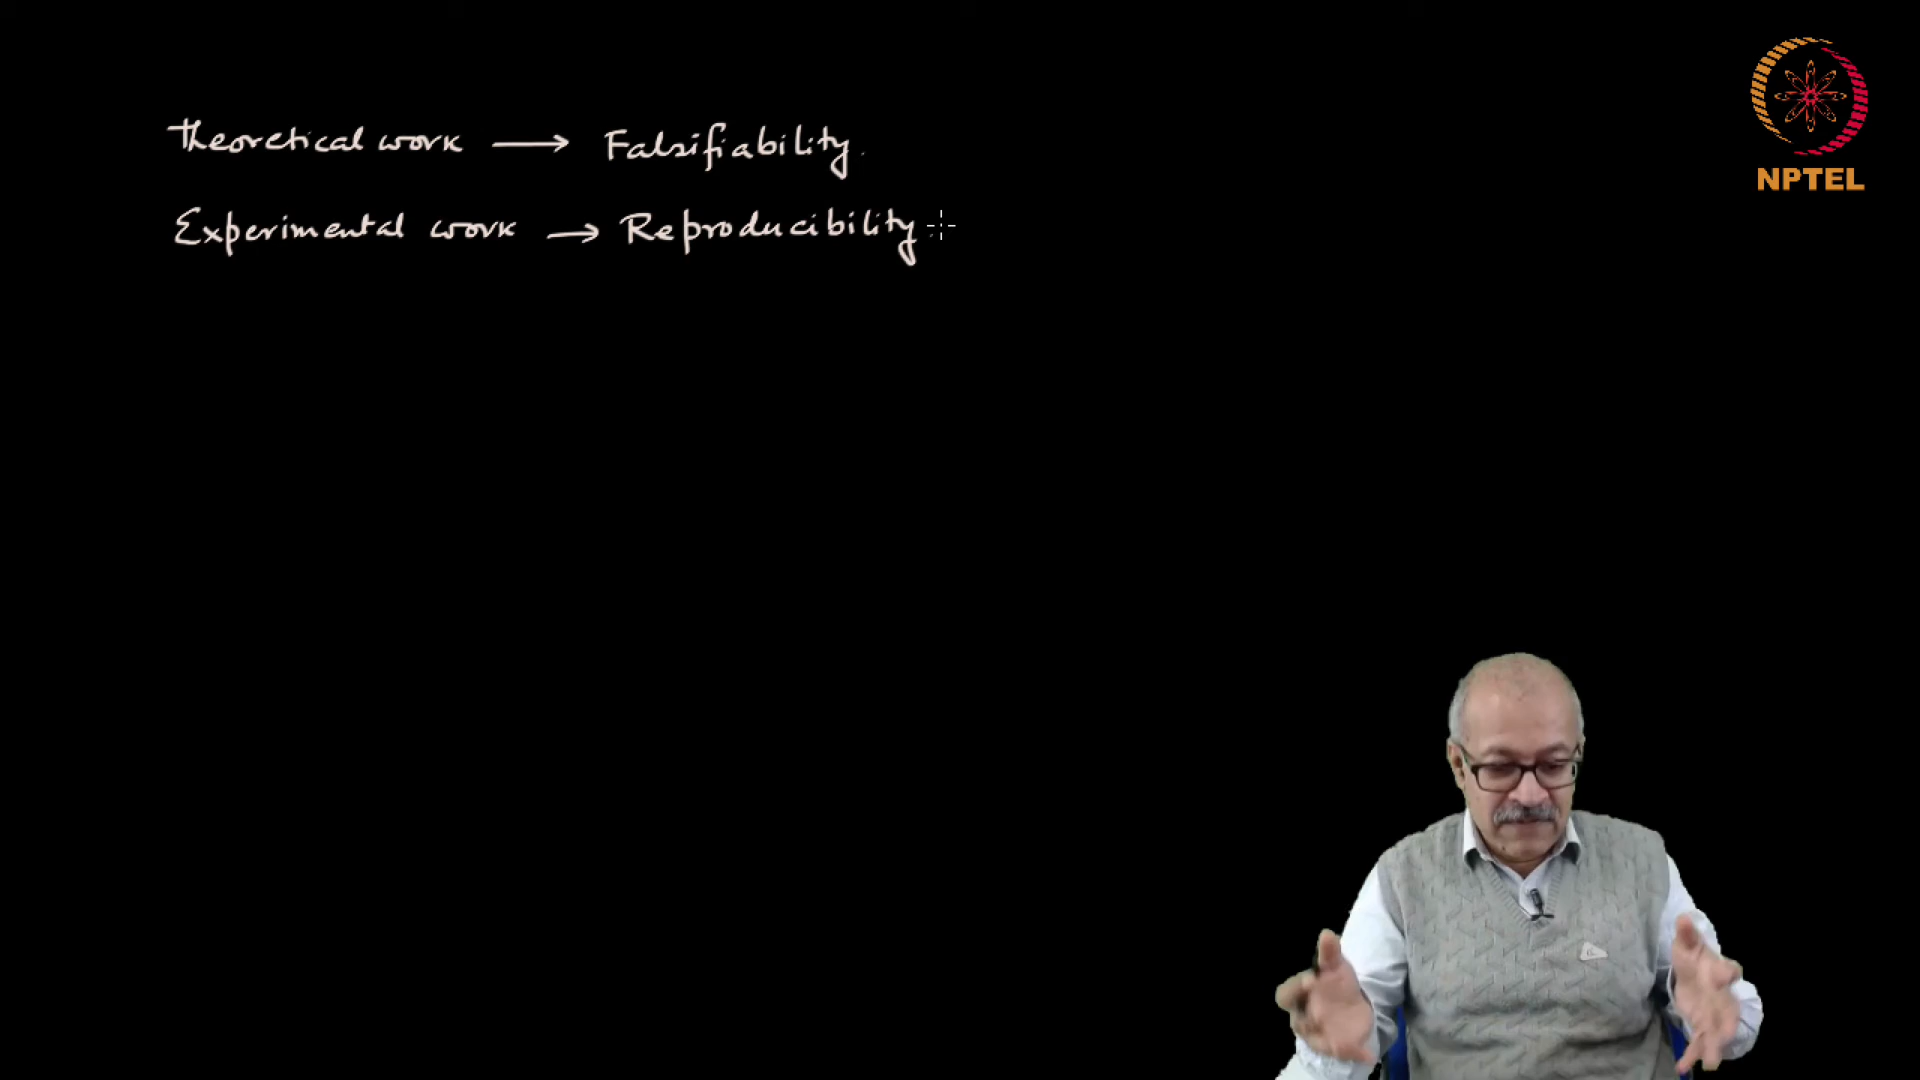 Theoretical work → Falsifiability.
Experimental work → Reproducibility.
NPTEL